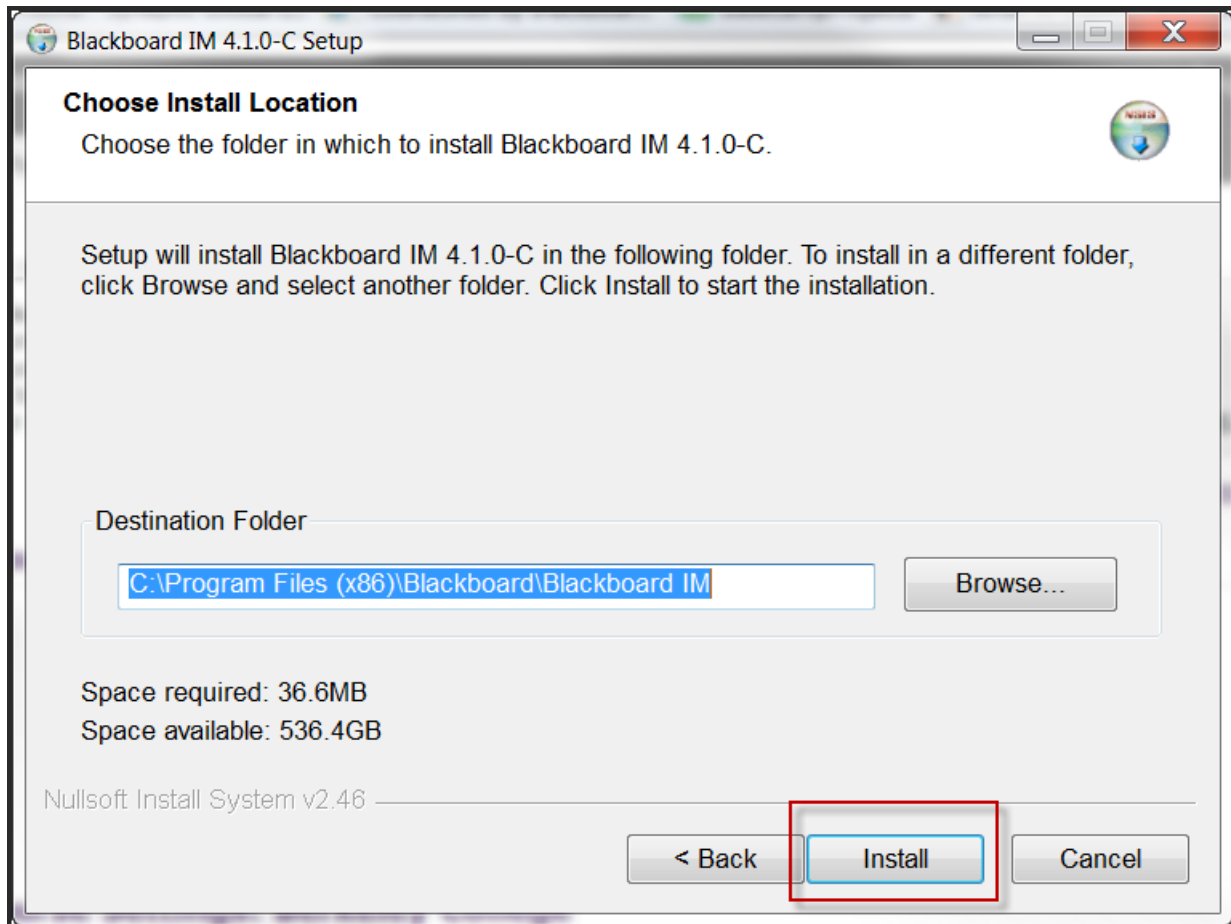 Blackboard IM 4.1.0-C Setup
Choose Install Location
Choose the folder in which to install Blackboard IM 4.1.0-C.
Setup will install Blackboard IM 4.1.0-C in the following folder. To install in a different folder,
click Browse and select another folder. Click Install to start the installation.
Destination Folder
C:\Program Files (x86)\Blackboard\Blackboard IM
Browse...
Space required: 36.6MB
Space available: 536.4GB
Nullsoft Install System v2.46
< Back
Install
Cancel